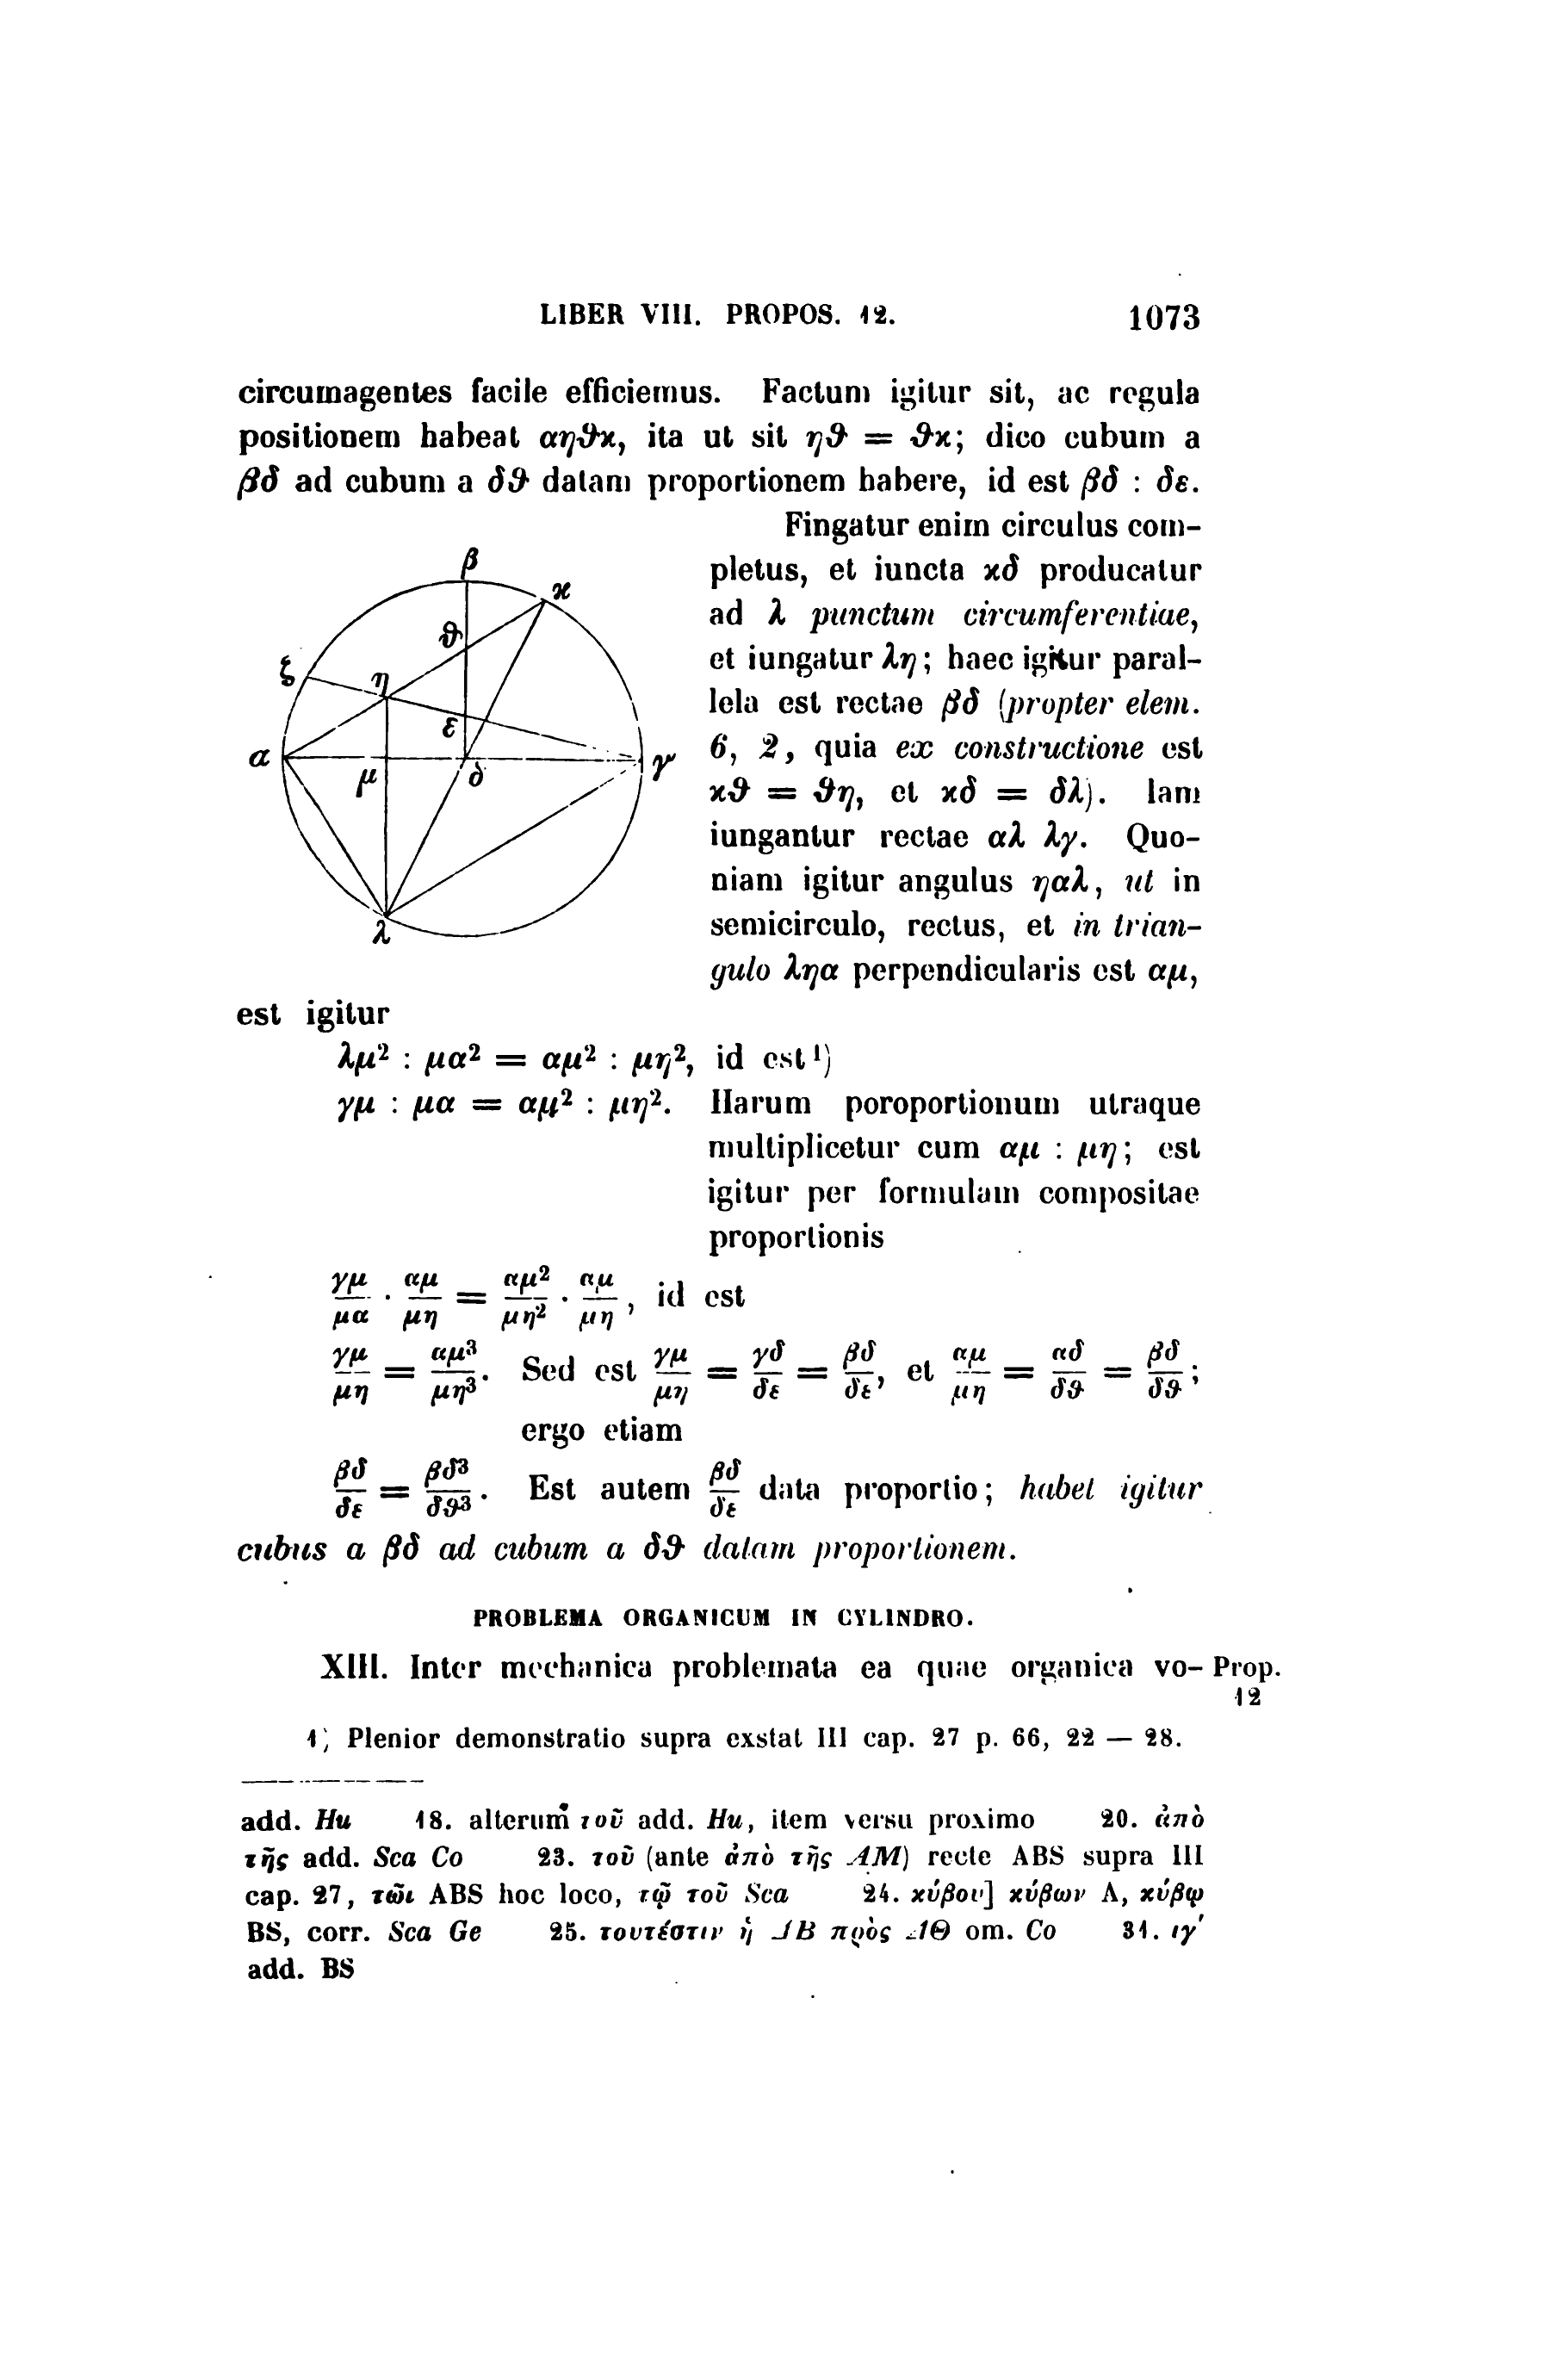 LIBER VIII. PROPOS. 12. 1073
circumagentes facile efficiemus. Factum igitur sit, ac regula
positionem habeat αηϑκ, ita ut sit ηϑ = ϑκ; dico cubum a
βδ ad cubum a δϑ datam proportionem habere, id est βδ : δε.
Fingatur enim circulus com-
pletus, et iuncta κδ producatur
ad λ punctum circumferentiae,
et iungatur λη; haec igitur paral-
lela est rectae βδ (propter elem.
6, 2, quia ex constructione est
κϑ = ϑη, et κδ = δλ). Iam
iungantur rectae αλ λγ. Quo-
niam igitur angulus ηαλ, ut in
semicirculo, rectus, et in trian-
gulo ληα perpendicularis est αμ,
β
κ
ϑ
ζ
η
ε
α
μ
δ
γ
λ
est igitur
λμ² : μα² = αμ² : μη², id est ¹)
γμ : μα = αμ² : μη². Harum poroportionum utraque
multiplicetur cum αμ : μη; est
igitur per formulam compositae
proportionis
γμ/μα · αμ/μη = αμ²/μη² · αμ/μη, id est
γμ/μη = αμ³/μη³. Sed est γμ/μη = γδ/δε = βδ/δε, et αμ/μη = αδ/δϑ = βδ/δϑ;
ergo etiam
βδ/δε = βδ³/δϑ³. Est autem βδ/δε data proportio; habet igitur
cubus a βδ ad cubum a δϑ datam proportionem.
PROBLEMA ORGANICUM IN CYLINDRO.
XIII. Inter mechanica problemata ea quae organica vo- Prop.
12
1) Plenior demonstratio supra exstat III cap. 27 p. 66, 22 — 28.
add. Hu 18. alterum τοῦ add. Hu, item versu proximo 20. ἀπὸ
τῆς add. Sca Co 23. τοῦ (ante ἀπὸ τῆς ΑΜ) recte ABS supra III
cap. 27, τῶι ABS hoc loco, τῷ τοῦ Sca 24. κύβου] κύβων A, κύβῳ
BS, corr. Sca Ge 25. τουτέστιν ἡ ΔΒ πρὸς ΔΘ om. Co 31. ιγ′
add. BS